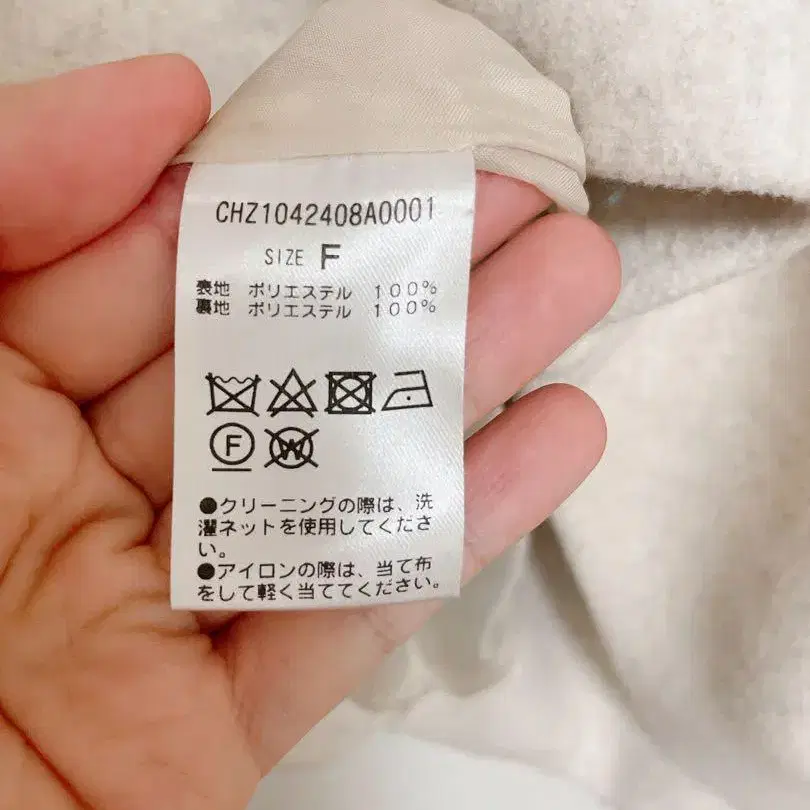 CHZ1042408A0001
SIZE F
表地 ポリエステル 100%
裏地 ポリエステル 100%
F
W
●クリーニングの際は、洗
濯ネットを使用してくださ
い。
●アイロンの際は、当て布
をして軽く当ててください。